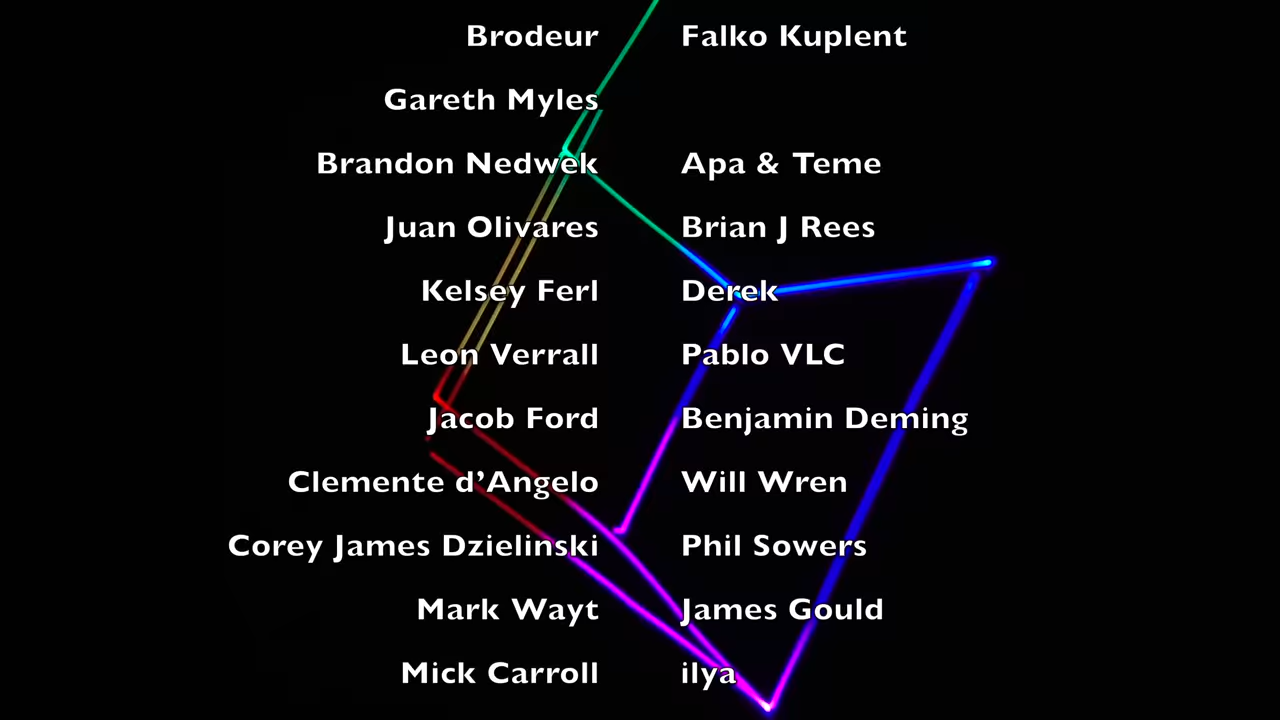 Brodeur
Falko Kuplent
Gareth Myles
Brandon Nedwek
Apa & Teme
Juan Olivares
Brian J Rees
Kelsey Ferl
Derek
Leon Verrall
Pablo VLC
Jacob Ford
Benjamin Deming
Clemente d’Angelo
Will Wren
Corey James Dzielinski
Phil Sowers
Mark Wayt
James Gould
Mick Carroll
ilya